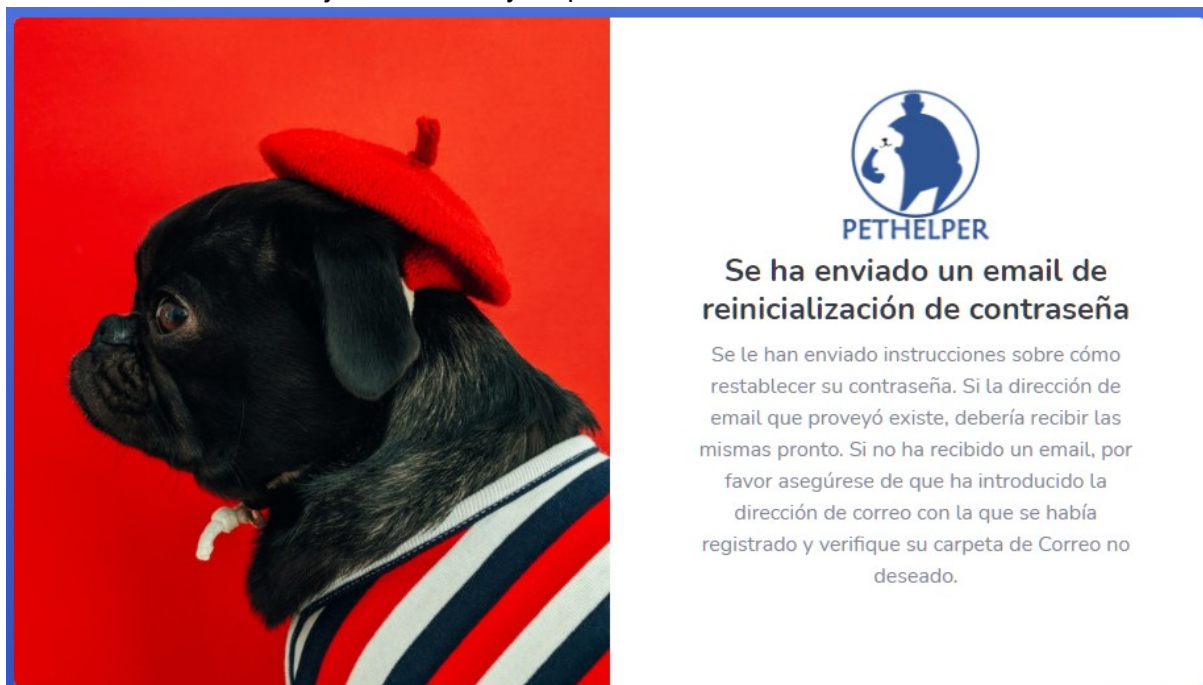 PETHELPER
Se ha enviado un email de
reinicialización de contraseña
Se le han enviado instrucciones sobre cómo
restablecer su contraseña. Si la dirección de
email que proveyó existe, debería recibir las
mismas pronto. Si no ha recibido un email, por
favor asegúrese de que ha introducido la
dirección de correo con la que se había
registrado y verifique su carpeta de Correo no
deseado.